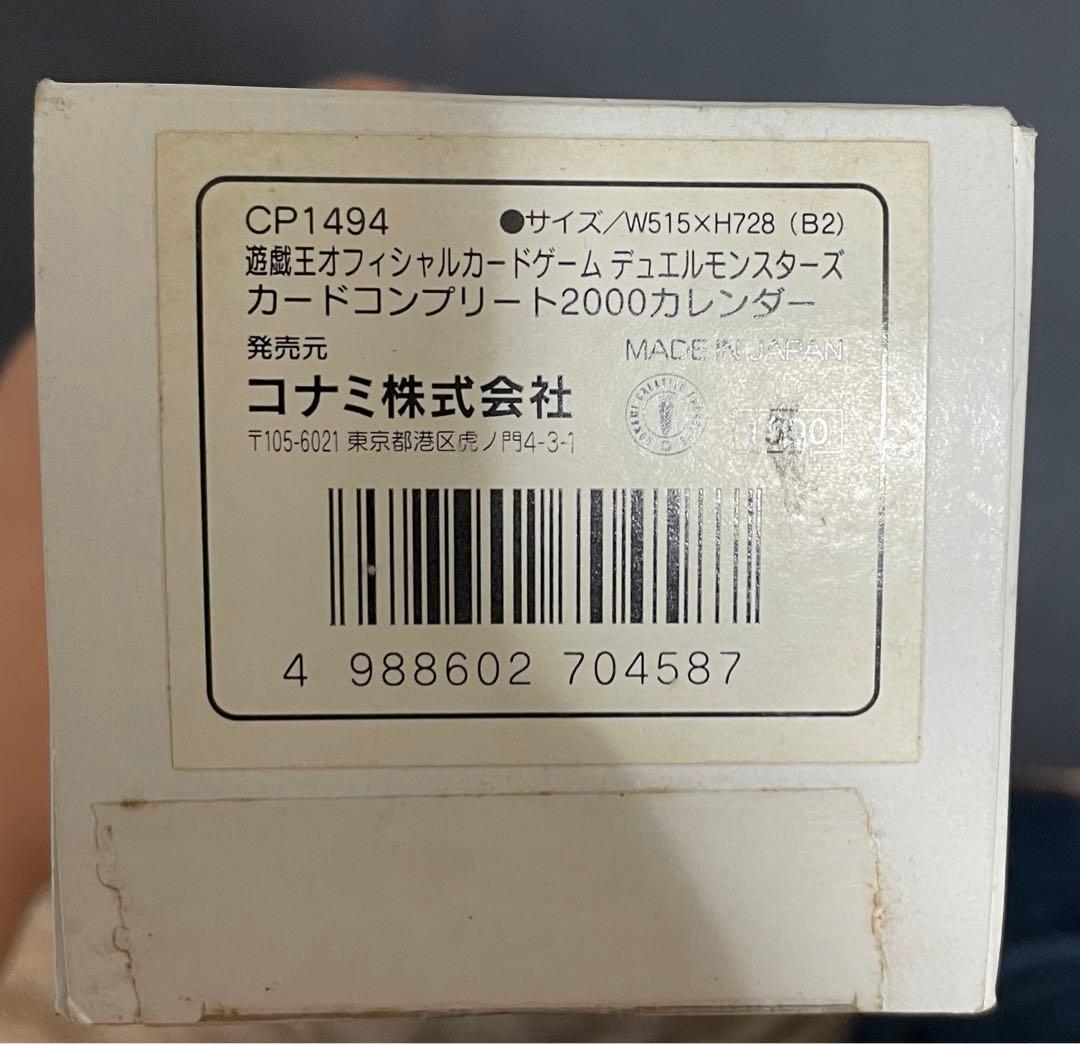 CP1494 ●サイズ/W515×H728 (B2)
遊戯王オフィシャルカードゲーム デュエルモンスターズ
カードコンプリート2000カレンダー
発売元 MADE IN JAPAN
コナミ株式会社
〒105-6021 東京都港区虎ノ門4-3-1
4 988602 704587